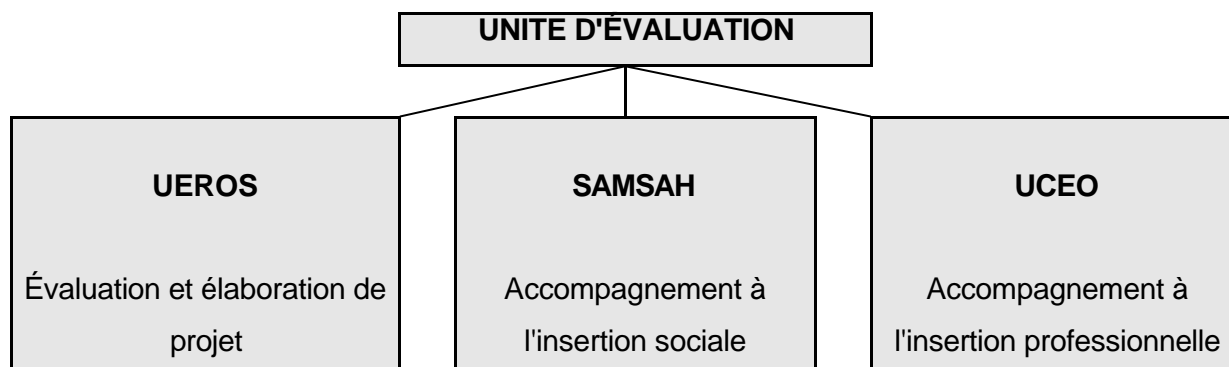 UNITE D'ÉVALUATION
UEROS
Évaluation et élaboration de
projet
SAMSAH
Accompagnement à
l'insertion sociale
UCEO
Accompagnement à
l'insertion professionnelle